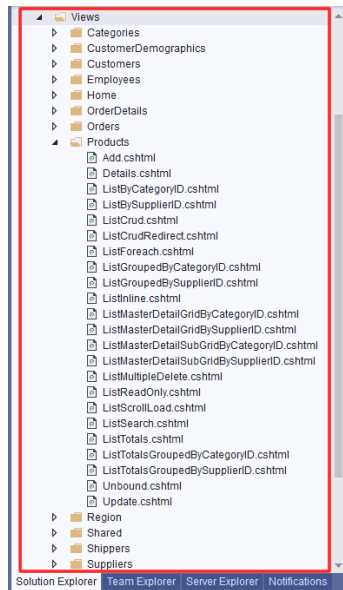 Views
Categories
CustomerDemographics
Customers
Employees
Home
OrderDetails
Orders
Products
Add.cshtml
Details.cshtml
ListByCategoryID.cshtml
ListBySupplierID.cshtml
ListCrud.cshtml
ListCrudRedirect.cshtml
ListForeach.cshtml
ListGroupedByCategoryID.cshtml
ListGroupedBySupplierID.cshtml
ListInline.cshtml
ListMasterDetailGridByCategoryID.cshtml
ListMasterDetailGridBySupplierID.cshtml
ListMasterDetailSubGridByCategoryID.cshtml
ListMasterDetailSubGridBySupplierID.cshtml
ListMultipleDelete.cshtml
ListReadOnly.cshtml
ListScrollLoad.cshtml
ListSearch.cshtml
ListTotals.cshtml
ListTotalsGroupedByCategoryID.cshtml
ListTotalsGroupedBySupplierID.cshtml
Unbound.cshtml
Update.cshtml
Region
Shared
Shippers
Suppliers
Solution Explorer Team Explorer Server Explorer Notifications